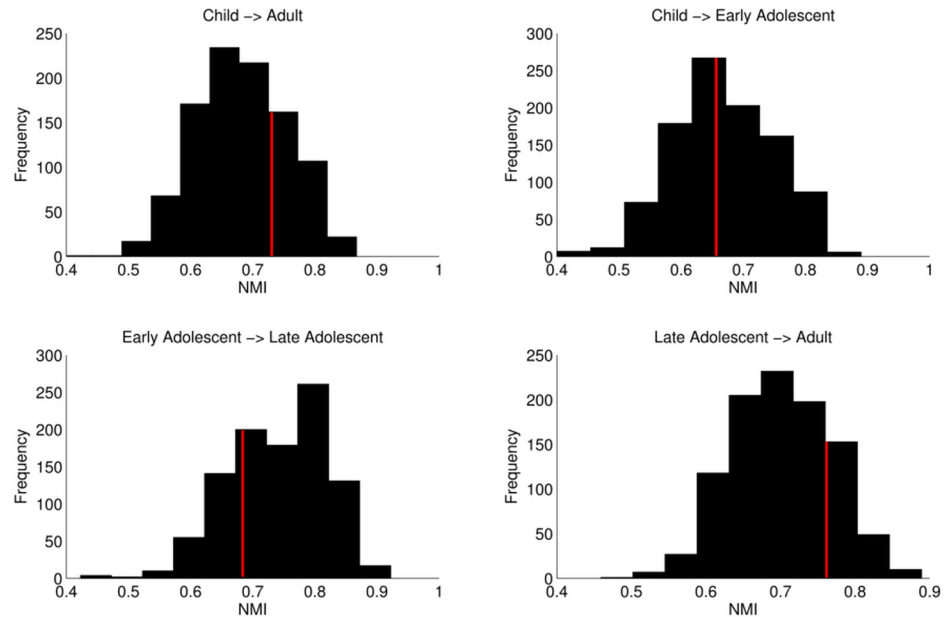 Child −> Adult
250
200
150
100
50
0
Frequency
0.4 0.5 0.6 0.7 0.8 0.9 1
NMI
Child −> Early Adolescent
300
250
200
150
100
50
0
Frequency
0.4 0.5 0.6 0.7 0.8 0.9 1
NMI
Early Adolescent −> Late Adolescent
300
250
200
150
100
50
0
Frequency
0.4 0.5 0.6 0.7 0.8 0.9 1
NMI
Late Adolescent −> Adult
250
200
150
100
50
0
Frequency
0.4 0.5 0.6 0.7 0.8 0.9
NMI